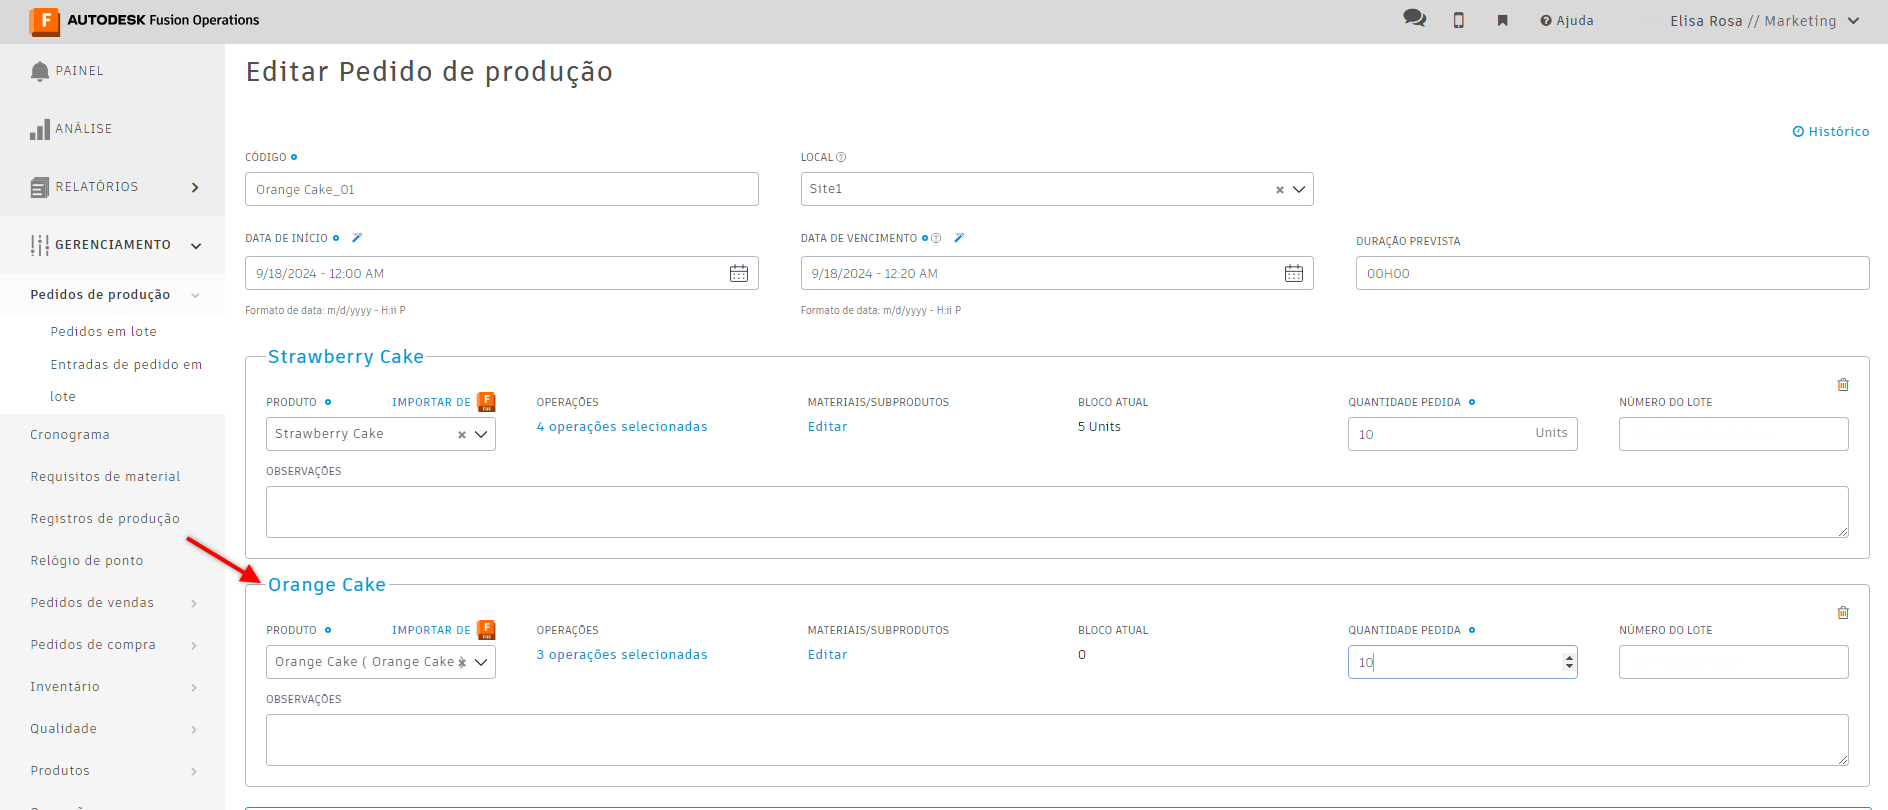 AUTODESK Fusion Operations
Ajuda
Elisa Rosa // Marketing
PAINEL
ANÁLISE
RELATÓRIOS
GERENCIAMENTO
Pedidos de produção
Pedidos em lote
Entradas de pedido em
lote
Cronograma
Requisitos de material
Registros de produção
Relógio de ponto
Pedidos de vendas
Pedidos de compra
Inventário
Qualidade
Produtos
Editar Pedido de produção
Histórico
CÓDIGO
LOCAL
Orange Cake_01
Site1
DATA DE INÍCIO
DATA DE VENCIMENTO
DURAÇÃO PREVISTA
9/18/2024 - 12:00 AM
9/18/2024 - 12:20 AM
00H00
Formato de data: m/d/yyyy - H:ii P
Formato de data: m/d/yyyy - H:ii P
Strawberry Cake
PRODUTO
IMPORTAR DE
OPERAÇÕES
MATERIAIS/SUBPRODUTOS
BLOCO ATUAL
QUANTIDADE PEDIDA
NÚMERO DO LOTE
Strawberry Cake
4 operações selecionadas
Editar
5 Units
10
Units
OBSERVAÇÕES
Orange Cake
PRODUTO
IMPORTAR DE
OPERAÇÕES
MATERIAIS/SUBPRODUTOS
BLOCO ATUAL
QUANTIDADE PEDIDA
NÚMERO DO LOTE
Orange Cake ( Orange Cake
3 operações selecionadas
Editar
0
10
OBSERVAÇÕES